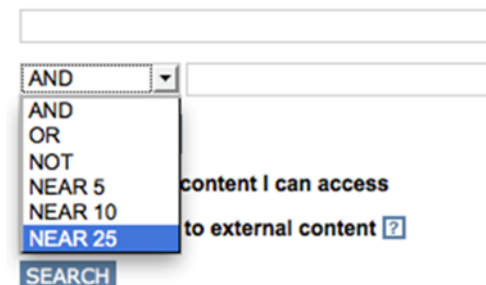 AND
AND
OR
NOT
NEAR 5
content I can access
NEAR 10
NEAR 25
to external content ?
SEARCH